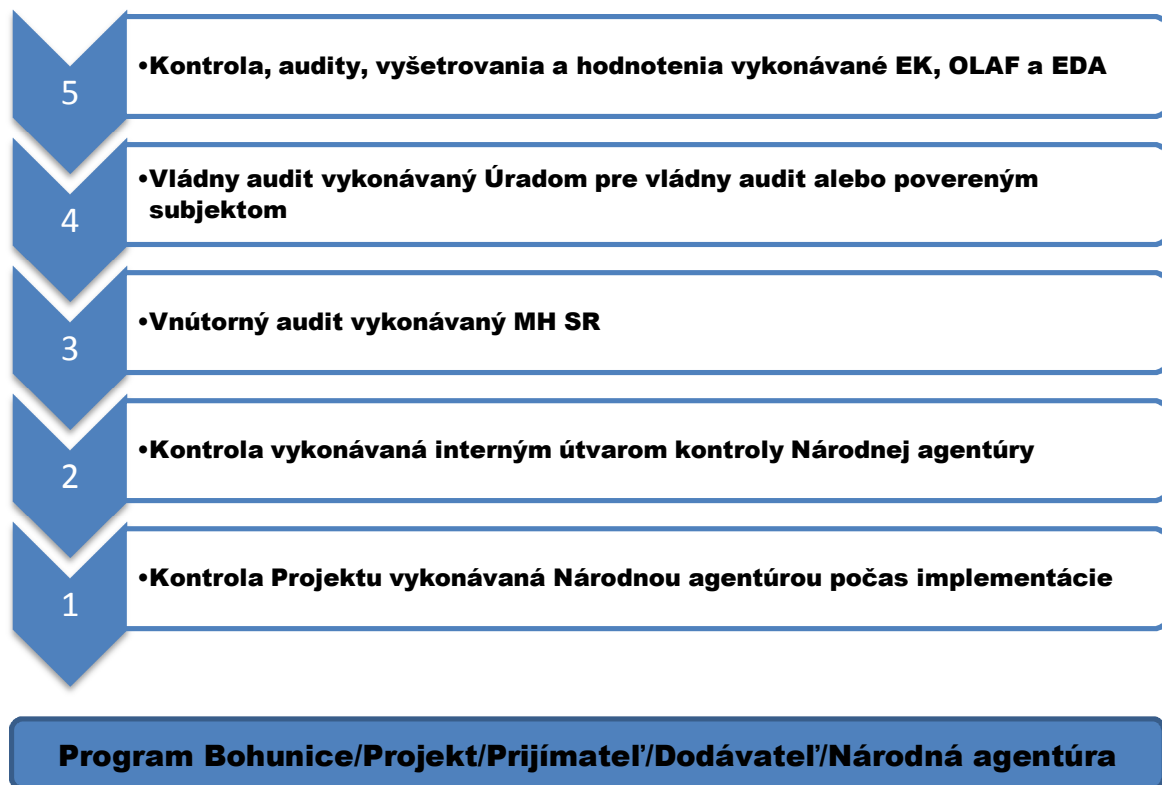 5
•Kontrola, audity, vyšetrovania a hodnotenia vykonávané EK, OLAF a EDA
4
•Vládny audit vykonávaný Úradom pre vládny audit alebo povereným
subjektom
3
•Vnútorný audit vykonávaný MH SR
2
•Kontrola vykonávaná interným útvarom kontroly Národnej agentúry
1
•Kontrola Projektu vykonávaná Národnou agentúrou počas implementácie
Program Bohunice/Projekt/Prijímateľ/Dodávateľ/Národná agentúra